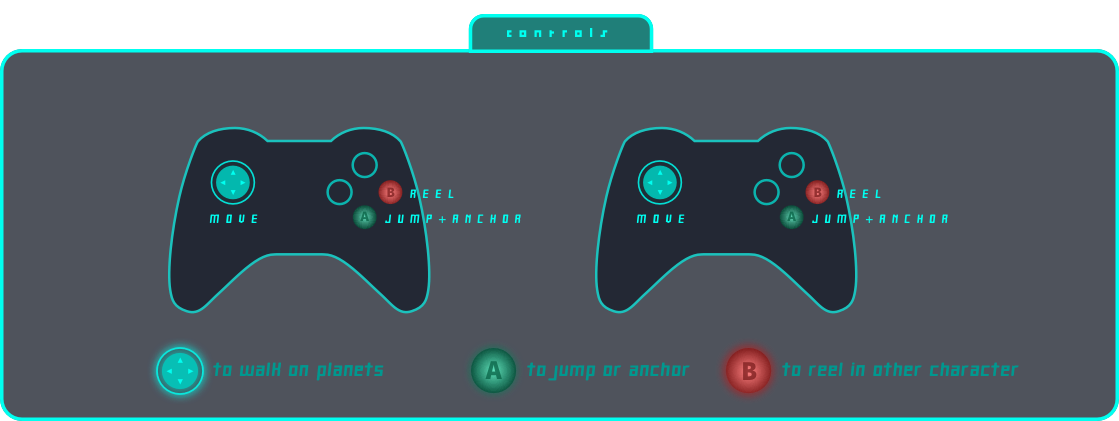 controls
B REEL B REEL
MOVE A JUMP+ANCHOR MOVE A JUMP+ANCHOR
to walk on planets A to jump or anchor B to reel in other character